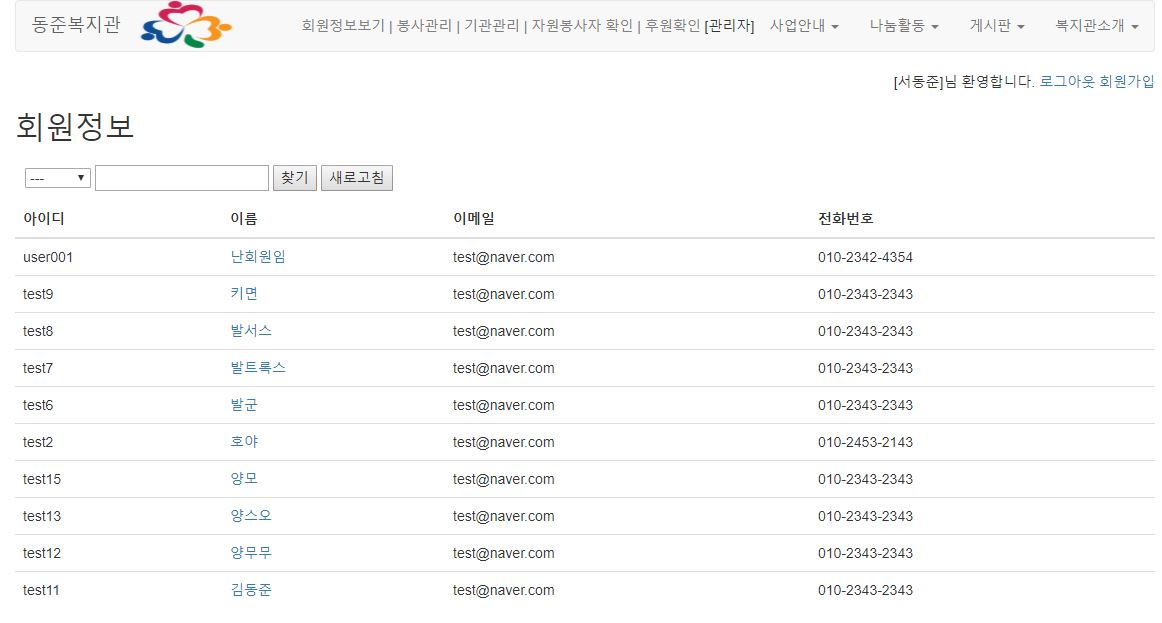 동준복지관 회원정보보기 | 봉사관리 | 기관관리 | 자원봉사자 확인 | 후원확인 [관리자] 사업안내 나눔활동 게시판 복지관소개
[서동준]님 환영합니다. 로그아웃 회원가입
회원정보
--- 찾기 새로고침
아이디 이름 이메일 전화번호
user001 난회원임 test@naver.com 010-2342-4354
test9 키면 test@naver.com 010-2343-2343
test8 발서스 test@naver.com 010-2343-2343
test7 발트록스 test@naver.com 010-2343-2343
test6 발군 test@naver.com 010-2343-2343
test2 호야 test@naver.com 010-2453-2143
test15 양모 test@naver.com 010-2343-2343
test13 양스오 test@naver.com 010-2343-2343
test12 양무무 test@naver.com 010-2343-2343
test11 김동준 test@naver.com 010-2343-2343